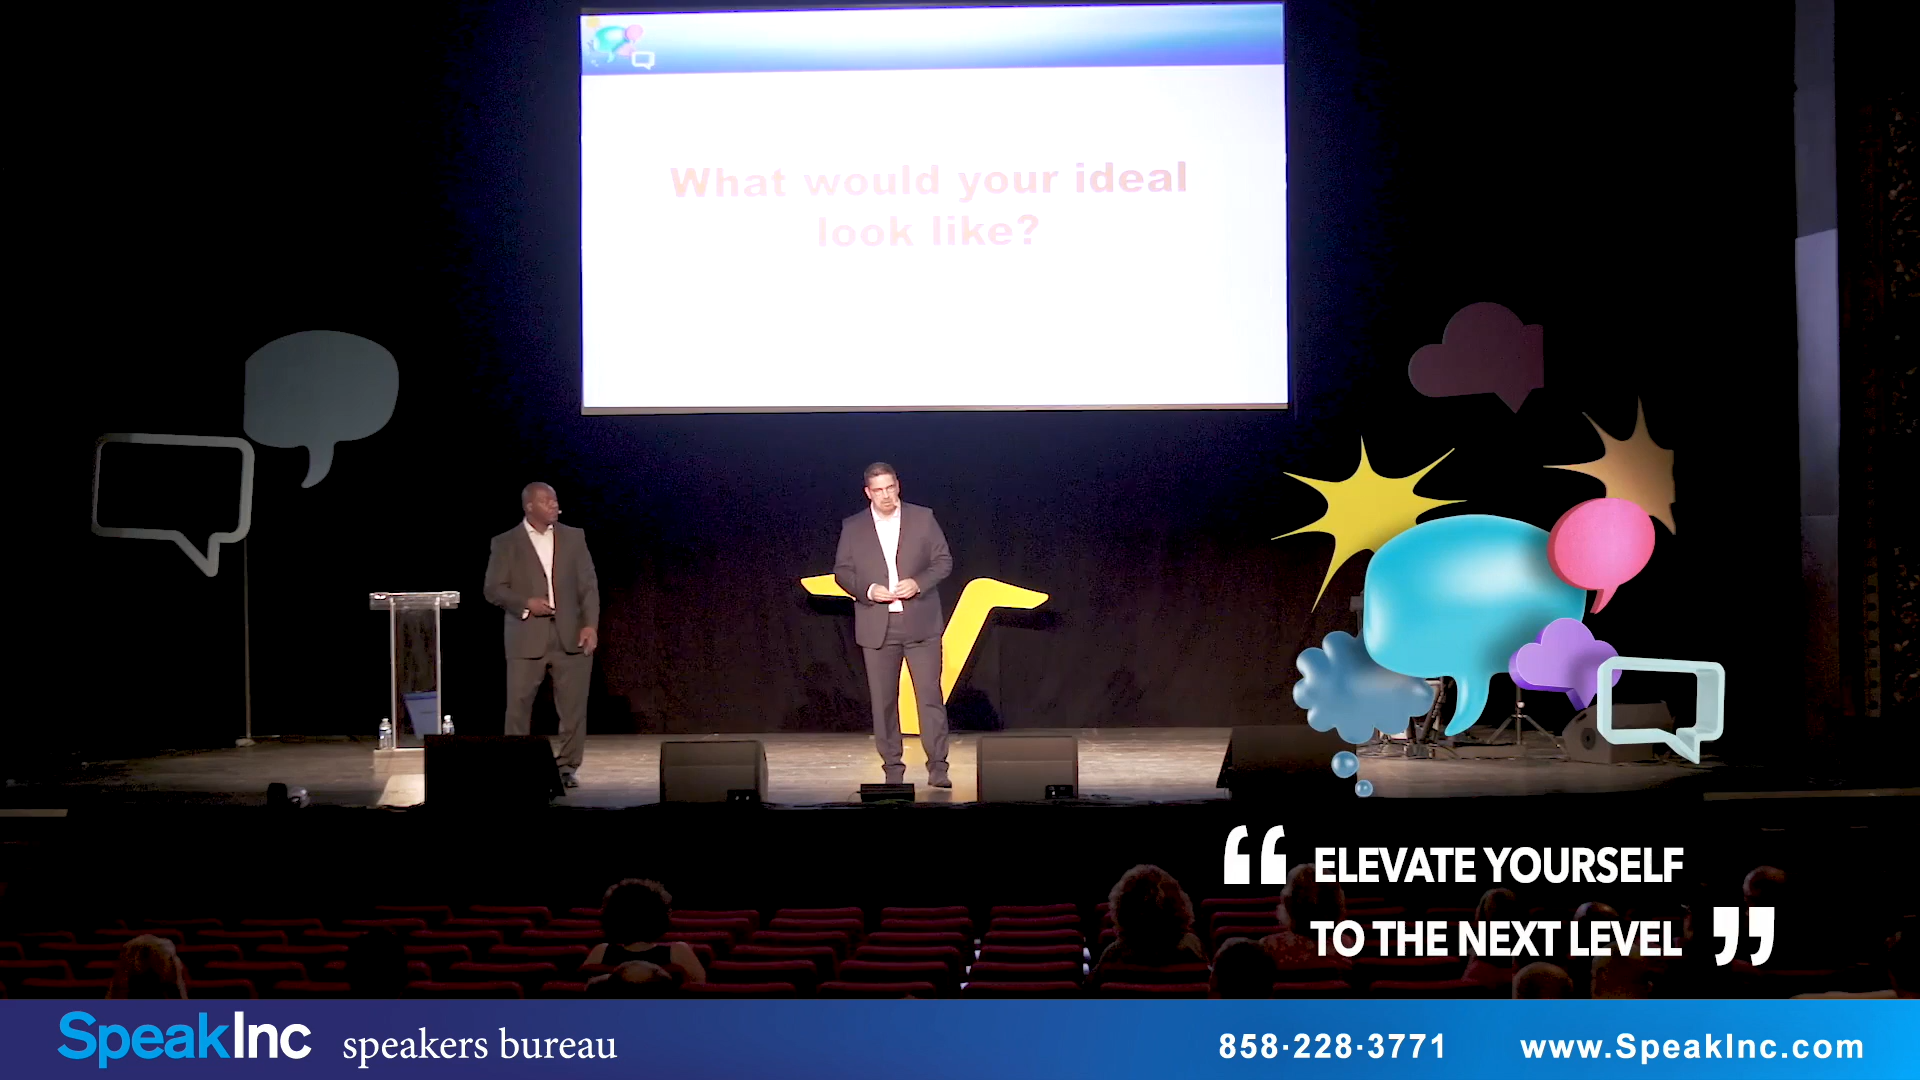 What would your ideal
look like?
“ ELEVATE YOURSELF
TO THE NEXT LEVEL ”
SpeakInc speakers bureau
858·228·3771
www.SpeakInc.com